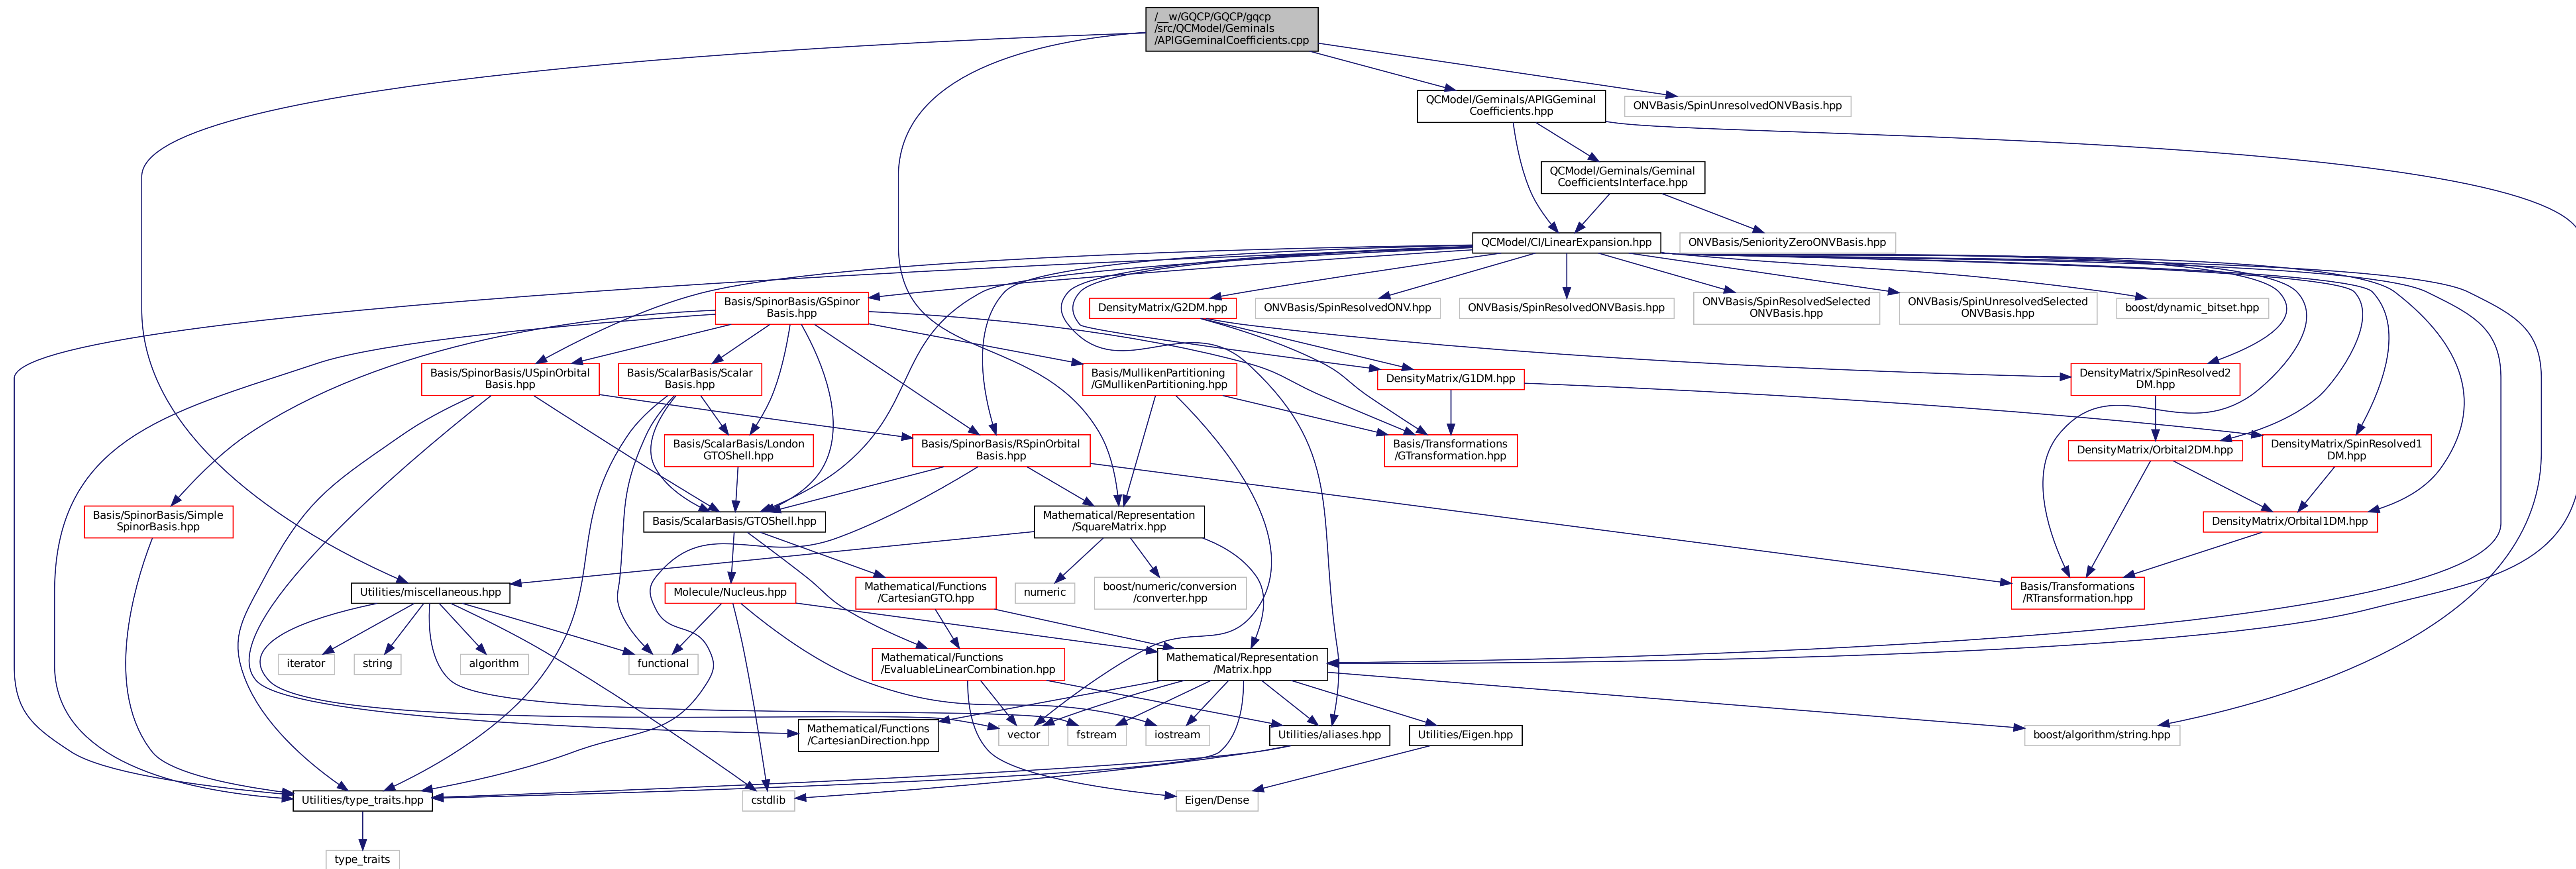 /__w/GQCP/GQCP/gqcp
/src/QCModel/Geminals
/APIGGeminalCoefficients.cpp
QCModel/Geminals/APIGGeminal
Coefficients.hpp
ONVBasis/SpinUnresolvedONVBasis.hpp
QCModel/Geminals/Geminal
CoefficientsInterface.hpp
QCModel/CI/LinearExpansion.hpp
ONVBasis/SeniorityZeroONVBasis.hpp
Basis/SpinorBasis/GSpinor
Basis.hpp
DensityMatrix/G2DM.hpp
ONVBasis/SpinResolvedONV.hpp
ONVBasis/SpinResolvedONVBasis.hpp
ONVBasis/SpinResolvedSelected
ONVBasis.hpp
ONVBasis/SpinUnresolvedSelected
ONVBasis.hpp
boost/dynamic_bitset.hpp
Basis/SpinorBasis/USpinOrbital
Basis.hpp
Basis/ScalarBasis/Scalar
Basis.hpp
Basis/MullikenPartitioning
/GMullikenPartitioning.hpp
DensityMatrix/G1DM.hpp
DensityMatrix/SpinResolved2
DM.hpp
Basis/ScalarBasis/London
GTOShell.hpp
Basis/SpinorBasis/RSpinOrbital
Basis.hpp
Basis/Transformations
/GTransformation.hpp
DensityMatrix/Orbital2DM.hpp
DensityMatrix/SpinResolved1
DM.hpp
Basis/SpinorBasis/Simple
SpinorBasis.hpp
Basis/ScalarBasis/GTOShell.hpp
Mathematical/Representation
/SquareMatrix.hpp
DensityMatrix/Orbital1DM.hpp
Utilities/miscellaneous.hpp
Molecule/Nucleus.hpp
Mathematical/Functions
/CartesianGTO.hpp
numeric
boost/numeric/conversion
/converter.hpp
Basis/Transformations
/RTransformation.hpp
iterator
string
algorithm
functional
Mathematical/Functions
/EvaluableLinearCombination.hpp
Mathematical/Representation
/Matrix.hpp
Mathematical/Functions
/CartesianDirection.hpp
vector
fstream
iostream
Utilities/aliases.hpp
Utilities/Eigen.hpp
boost/algorithm/string.hpp
Utilities/type_traits.hpp
cstdlib
Eigen/Dense
type_traits